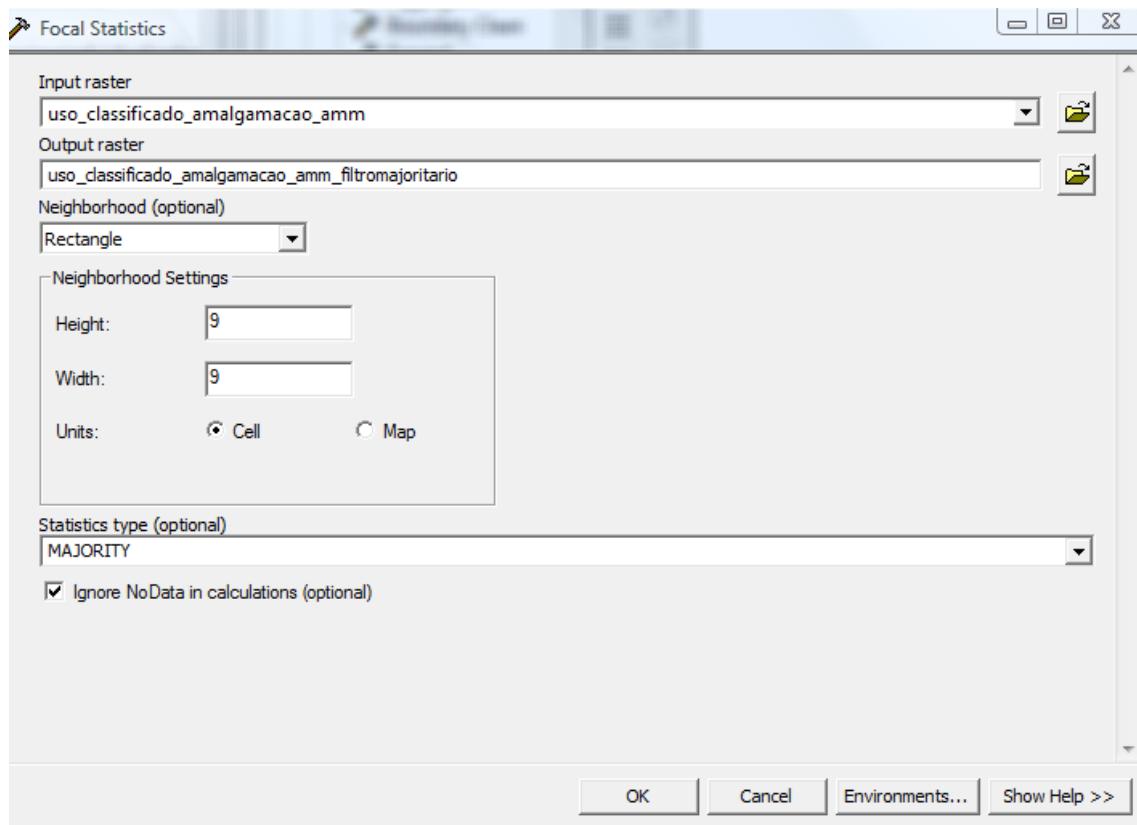 Focal Statistics
Input raster
uso_classificado_amalgamacao_amm
Output raster
uso_classificado_amalgamacao_amm_filtromajoritario
Neighborhood (optional)
Rectangle
Neighborhood Settings
Height: 9
Width: 9
Units: Cell Map
Statistics type (optional)
MAJORITY
Ignore NoData in calculations (optional)
OK Cancel Environments... Show Help >>